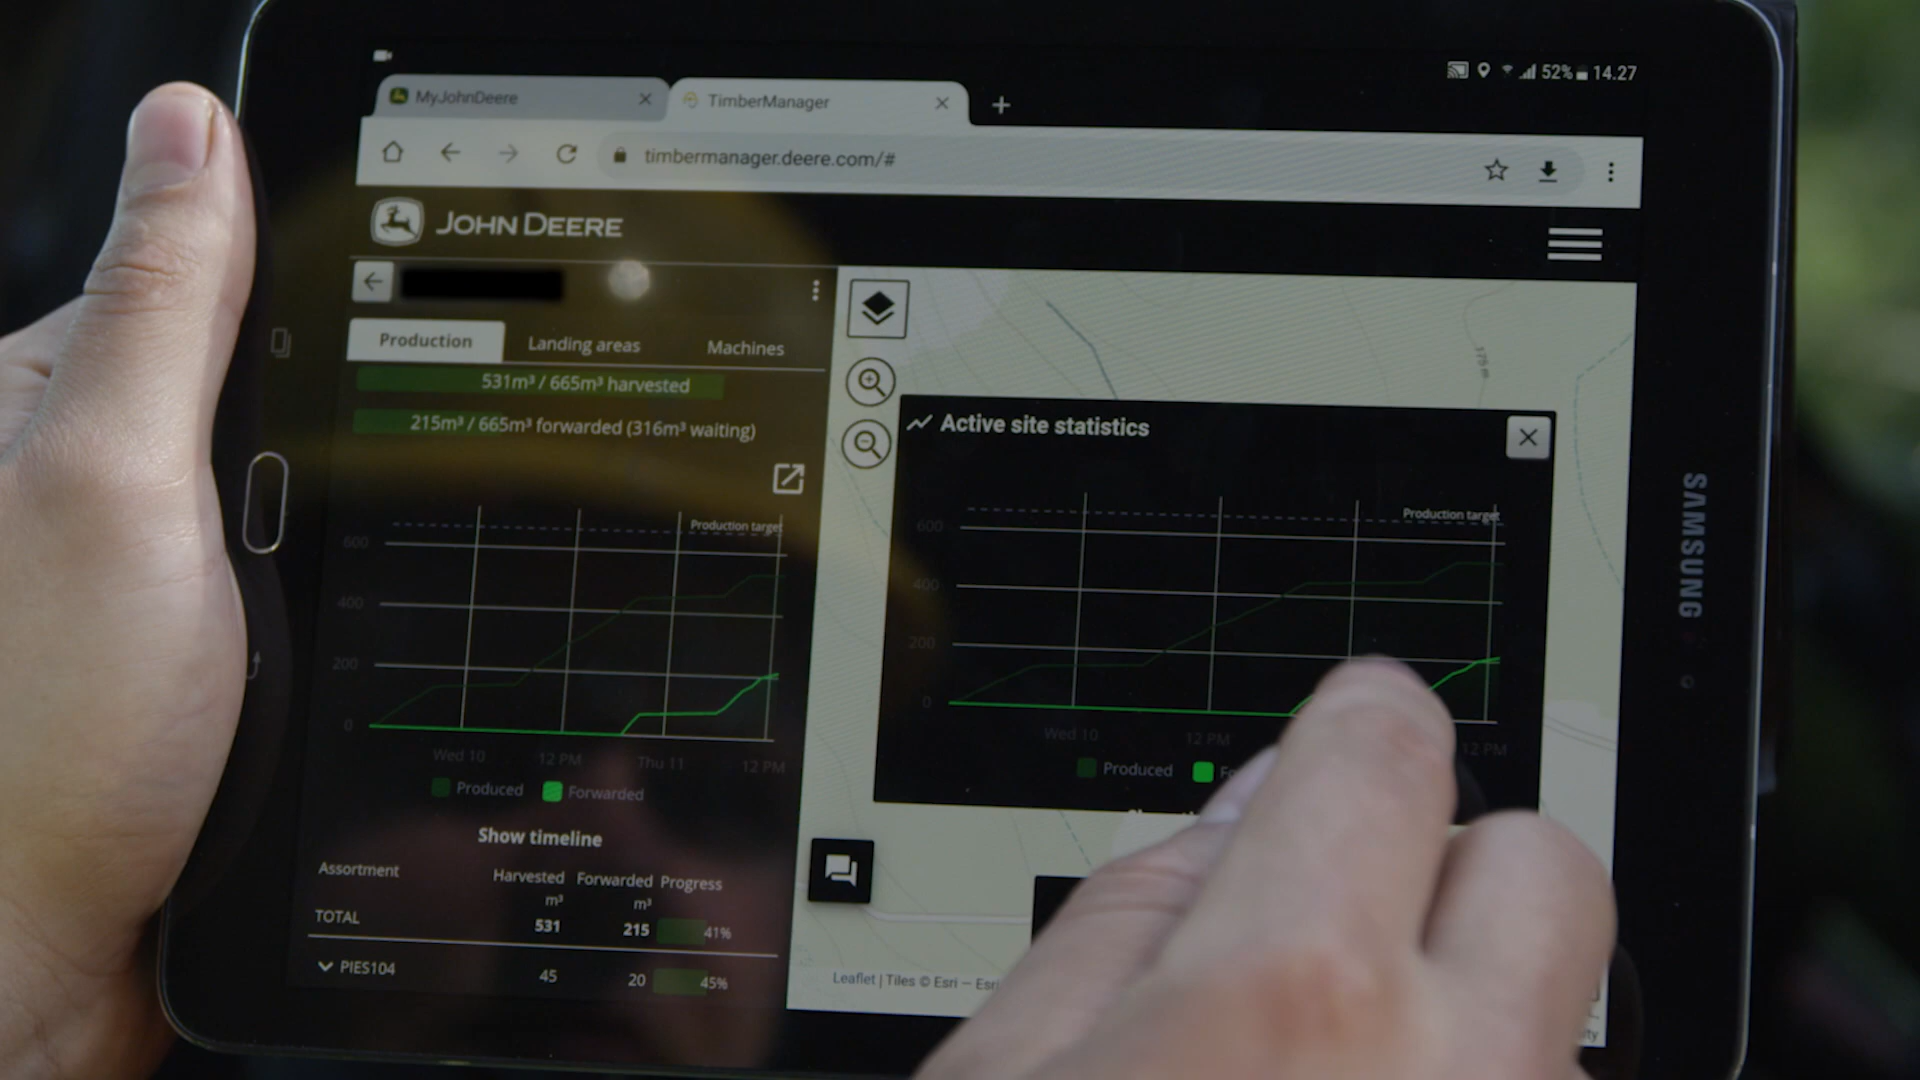 52% 14.27
MyJohnDeere
TimberManager
timbermanager.deere.com/#
JOHN DEERE
Production
Landing areas
Machines
531m³ / 665m³ harvested
215m³ / 665m³ forwarded (316m³ waiting)
Production target
600
400
200
0
Wed 10
12 PM
Thu 11
12 PM
Produced
Forwarded
Show timeline
Assortment Harvested Forwarded Progress
m³ m³
TOTAL 531 215 41%
PIES104 45 20 45%
Active site statistics
Production target
600
400
200
0
Wed 10
12 PM
12 PM
Produced
Leaflet | Tiles © Esri — Esri
SAMSUNG